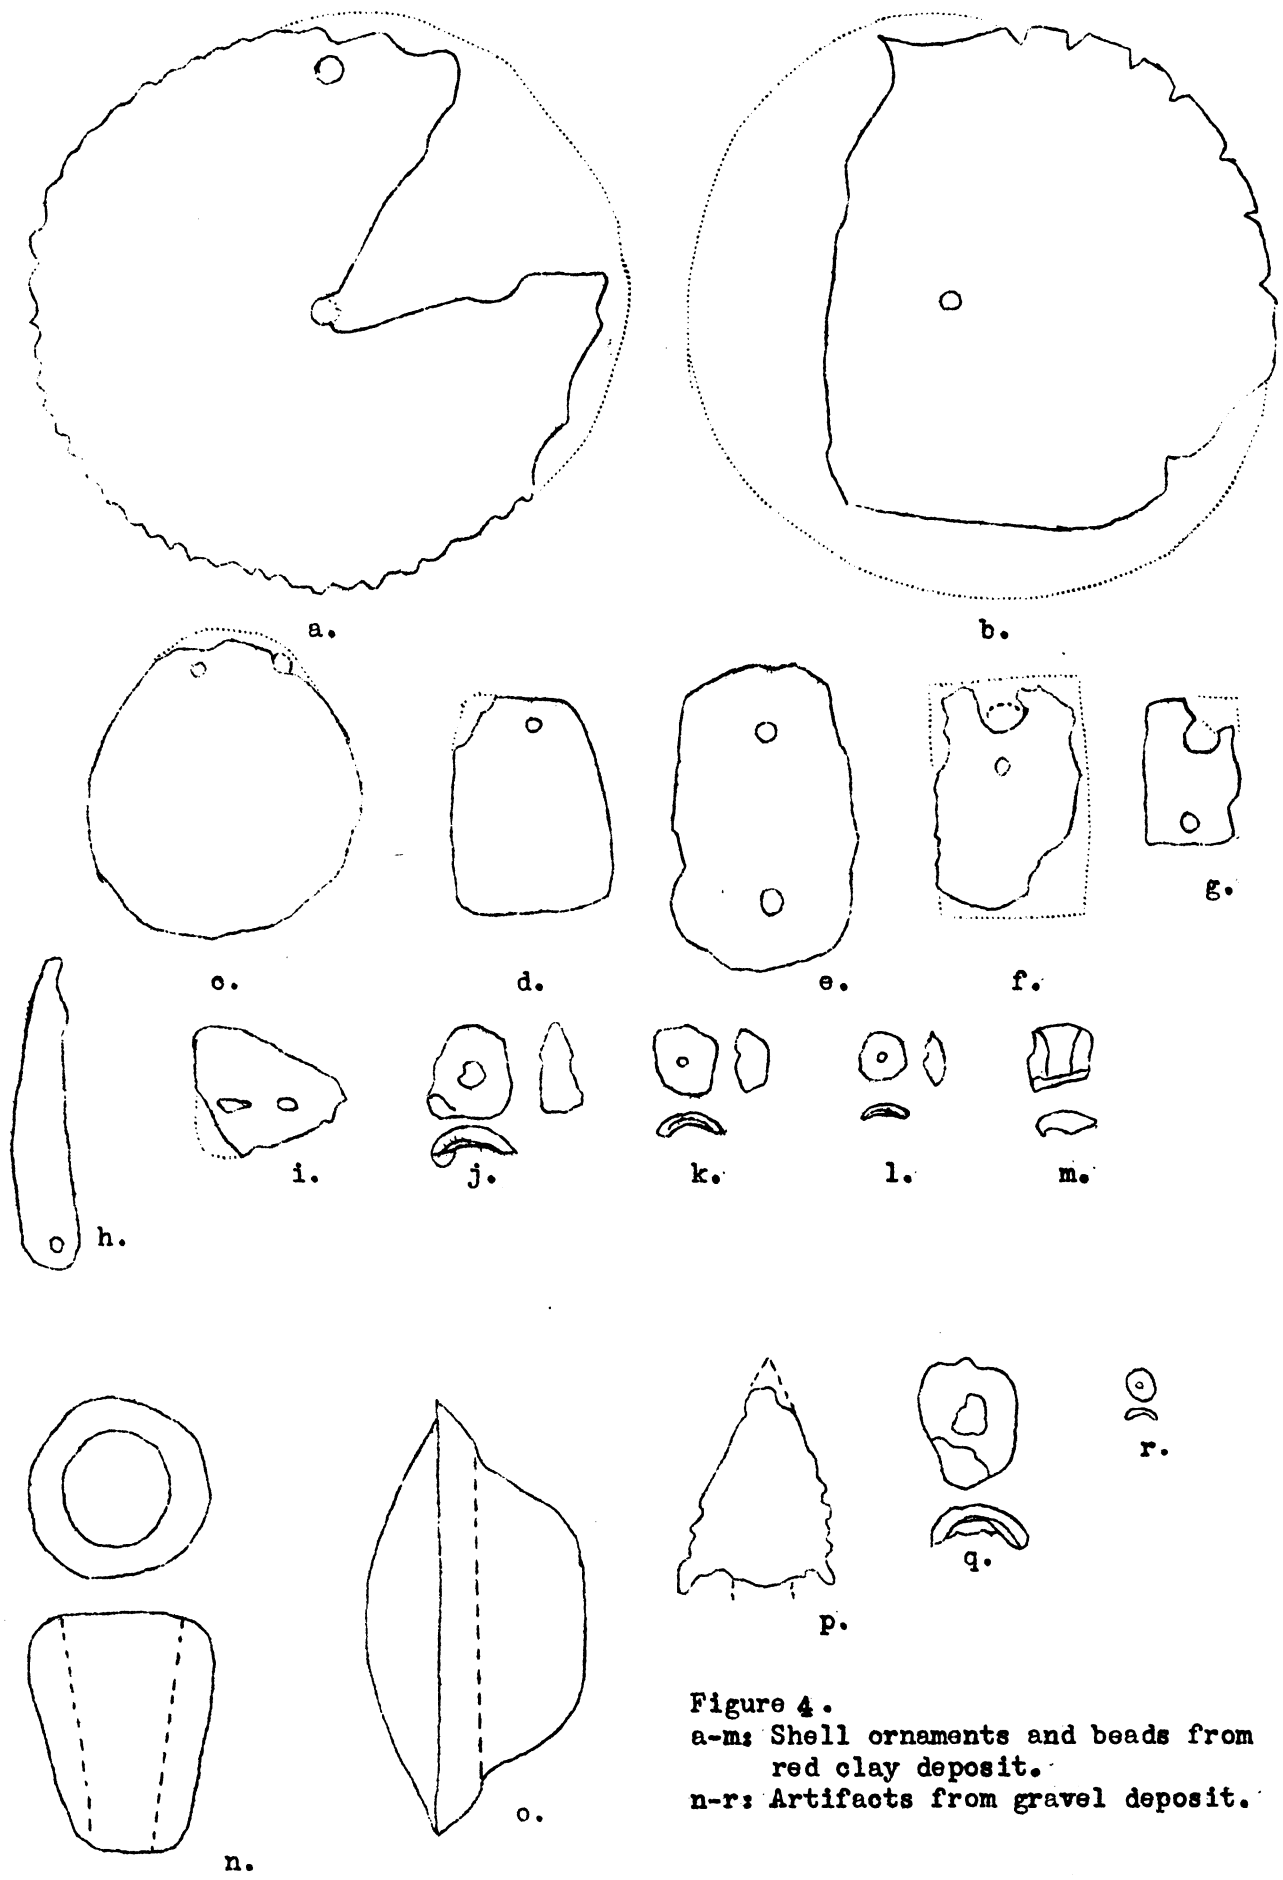 a.
b.
c.
d.
e.
f.
g.
h.
i.
j.
k.
l.
m.
n.
o.
p.
q.
r.
Figure 4.
a-m: Shell ornaments and beads from
red clay deposit.
n-r: Artifacts from gravel deposit.